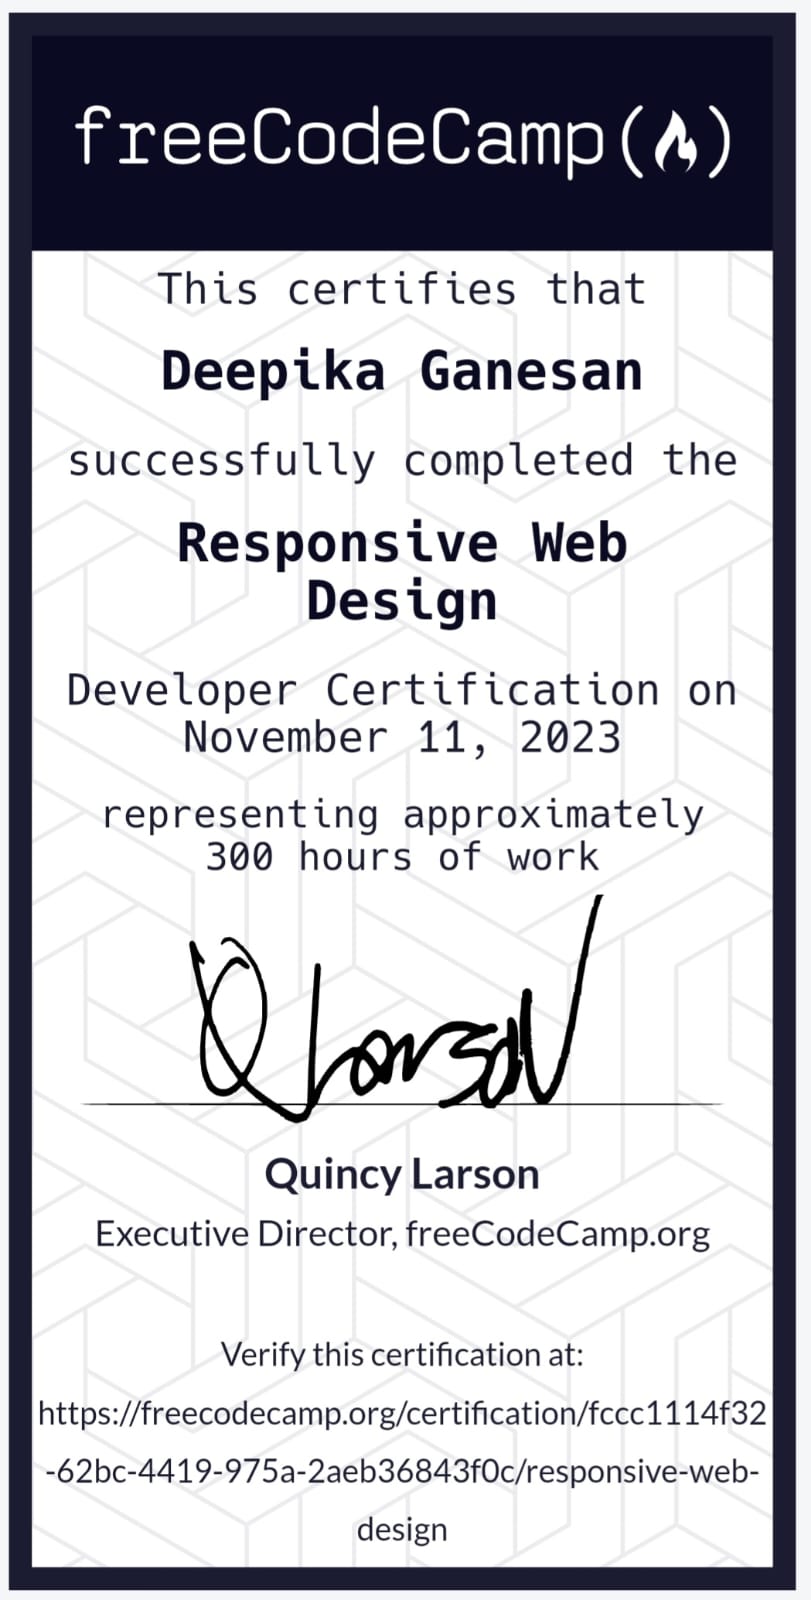 freeCodeCamp(🔥)
This certifies that
Deepika Ganesan
successfully completed the
Responsive Web
Design
Developer Certification on
November 11, 2023
representing approximately
300 hours of work
QLarson
Quincy Larson
Executive Director, freeCodeCamp.org
Verify this certification at:
https://freecodecamp.org/certification/fccc1114f32
-62bc-4419-975a-2aeb36843f0c/responsive-web-
design